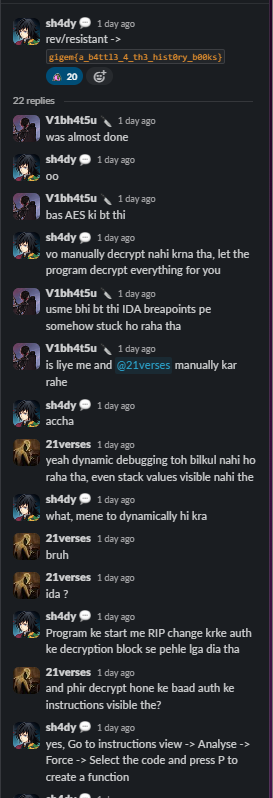 sh4dy 1 day ago
rev/resistant ->
gigem{a_b4ttl3_4_th3_hist0ry_b00ks}
20
22 replies
V1bh4t5u 1 day ago
was almost done
sh4dy 1 day ago
oo
V1bh4t5u 1 day ago
bas AES ki bt thi
sh4dy 1 day ago
vo manually decrypt nahi krna tha, let the
program decrypt everything for you
V1bh4t5u 1 day ago
usme bhi bt thi IDA breapoints pe
somehow stuck ho raha tha
V1bh4t5u 1 day ago
is liye me and @21verses manually kar
rahe
sh4dy 1 day ago
accha
21verses 1 day ago
yeah dynamic debugging toh bilkul nahi ho
raha tha, even stack values visible nahi the
sh4dy 1 day ago
what, mene to dynamically hi kra
21verses 1 day ago
bruh
21verses 1 day ago
ida ?
sh4dy 1 day ago
Program ke start me RIP change krke auth
ke decryption block se pehle lga dia tha
21verses 1 day ago
and phir decrypt hone ke baad auth ke
instructions visible the?
sh4dy 1 day ago
yes, Go to instructions view -> Analyse ->
Force -> Select the code and press P to
create a function